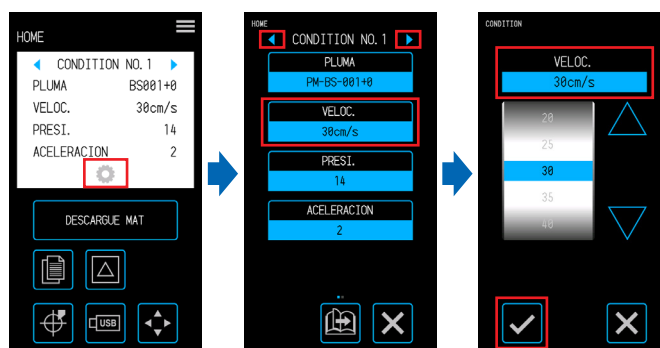 HOME
CONDITION NO. 1
PLUMA BS001+0
VELOC. 30cm/s
PRESI. 14
ACELERACION 2
DESCARGUE MAT
USB
HOME
CONDITION NO. 1
PLUMA
PM-BS-001+0
VELOC.
30cm/s
PRESI.
14
ACELERACION
2
CONDITION
VELOC.
30cm/s
20
25
30
35
40